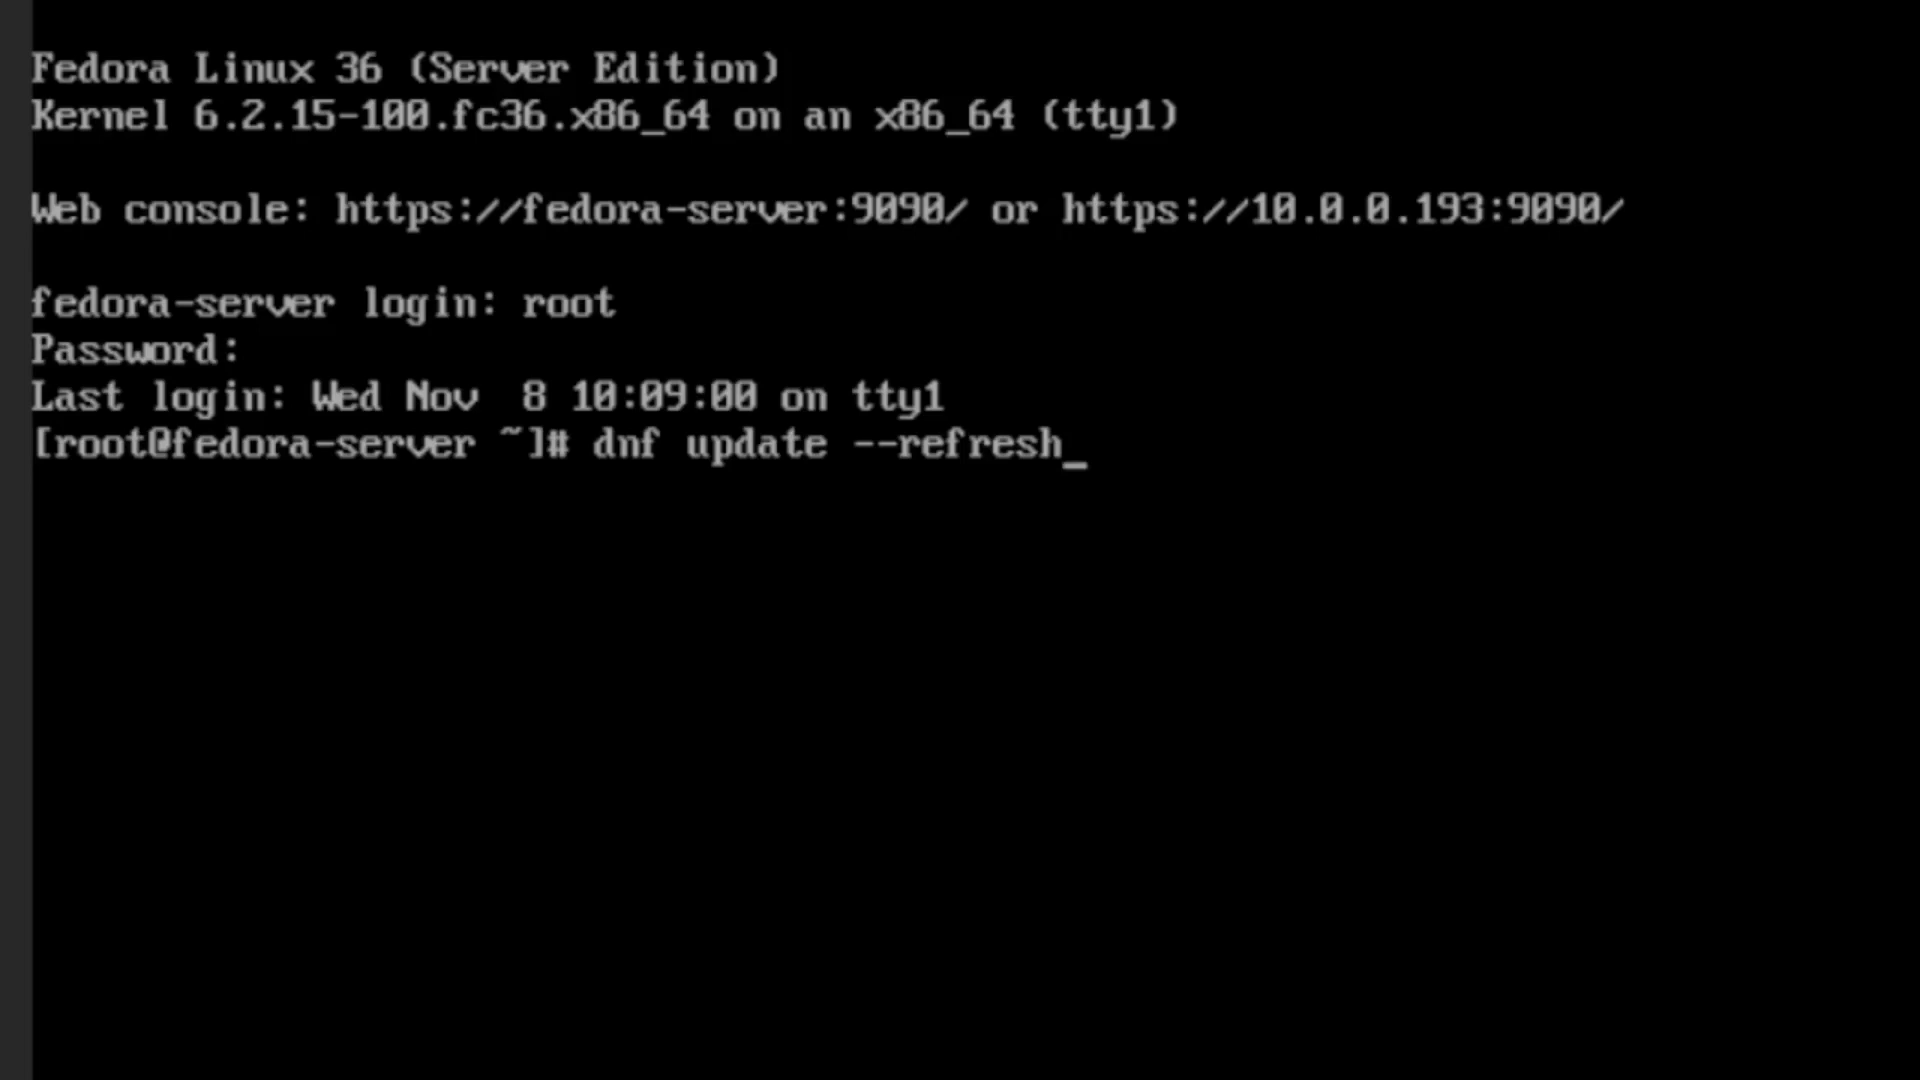 Fedora Linux 36 (Server Edition)
Kernel 6.2.15-100.fc36.x86_64 on an x86_64 (tty1)
Web console: https://fedora-server:9090/ or https://10.0.0.193:9090/
fedora-server login: root
Password:
Last login: Wed Nov  8 10:09:00 on tty1
[root@fedora-server ~]# dnf update --refresh_